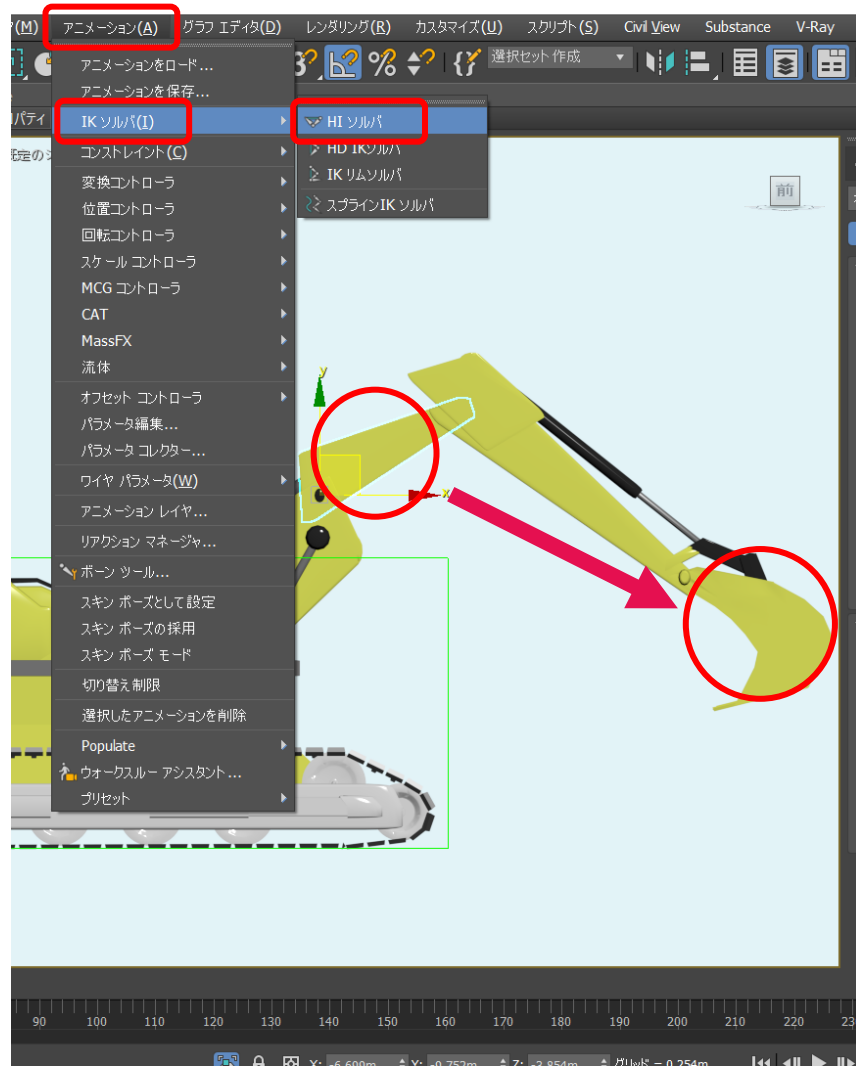 (M) アニメーション(A) グラフ エディタ(D) レンダリング(R) カスタマイズ(U) スクリプト(S) Civil View Substance V-Ray
選択セット作成
アニメーションをロード...
アニメーションを保存...
IK ソルバ(I)
HI ソルバ
コンストレイント(C)
HD IKソルバ
変換コントローラ
IK リムソルバ
位置コントローラ
スプラインIK ソルバ
前
回転コントローラ
スケール コントローラ
MCG コントローラ
CAT
MassFX
流体
y
オフセット コントローラ
パラメータ編集...
パラメータ コレクター...
ワイヤ パラメータ(W)
x
アニメーション レイヤ...
リアクション マネージャ...
ボーン ツール...
スキン ポーズとして設定
スキン ポーズの採用
スキン ポーズ モード
切り替え制限
選択したアニメーションを削除
Populate
ウォークスルー アシスタント...
プリセット
90 100 110 120 130 140 150 160 170 180 190 200 210 220 23
X: -6.699m Y: -9.752m Z: -3.854m グリッド = 0.254m